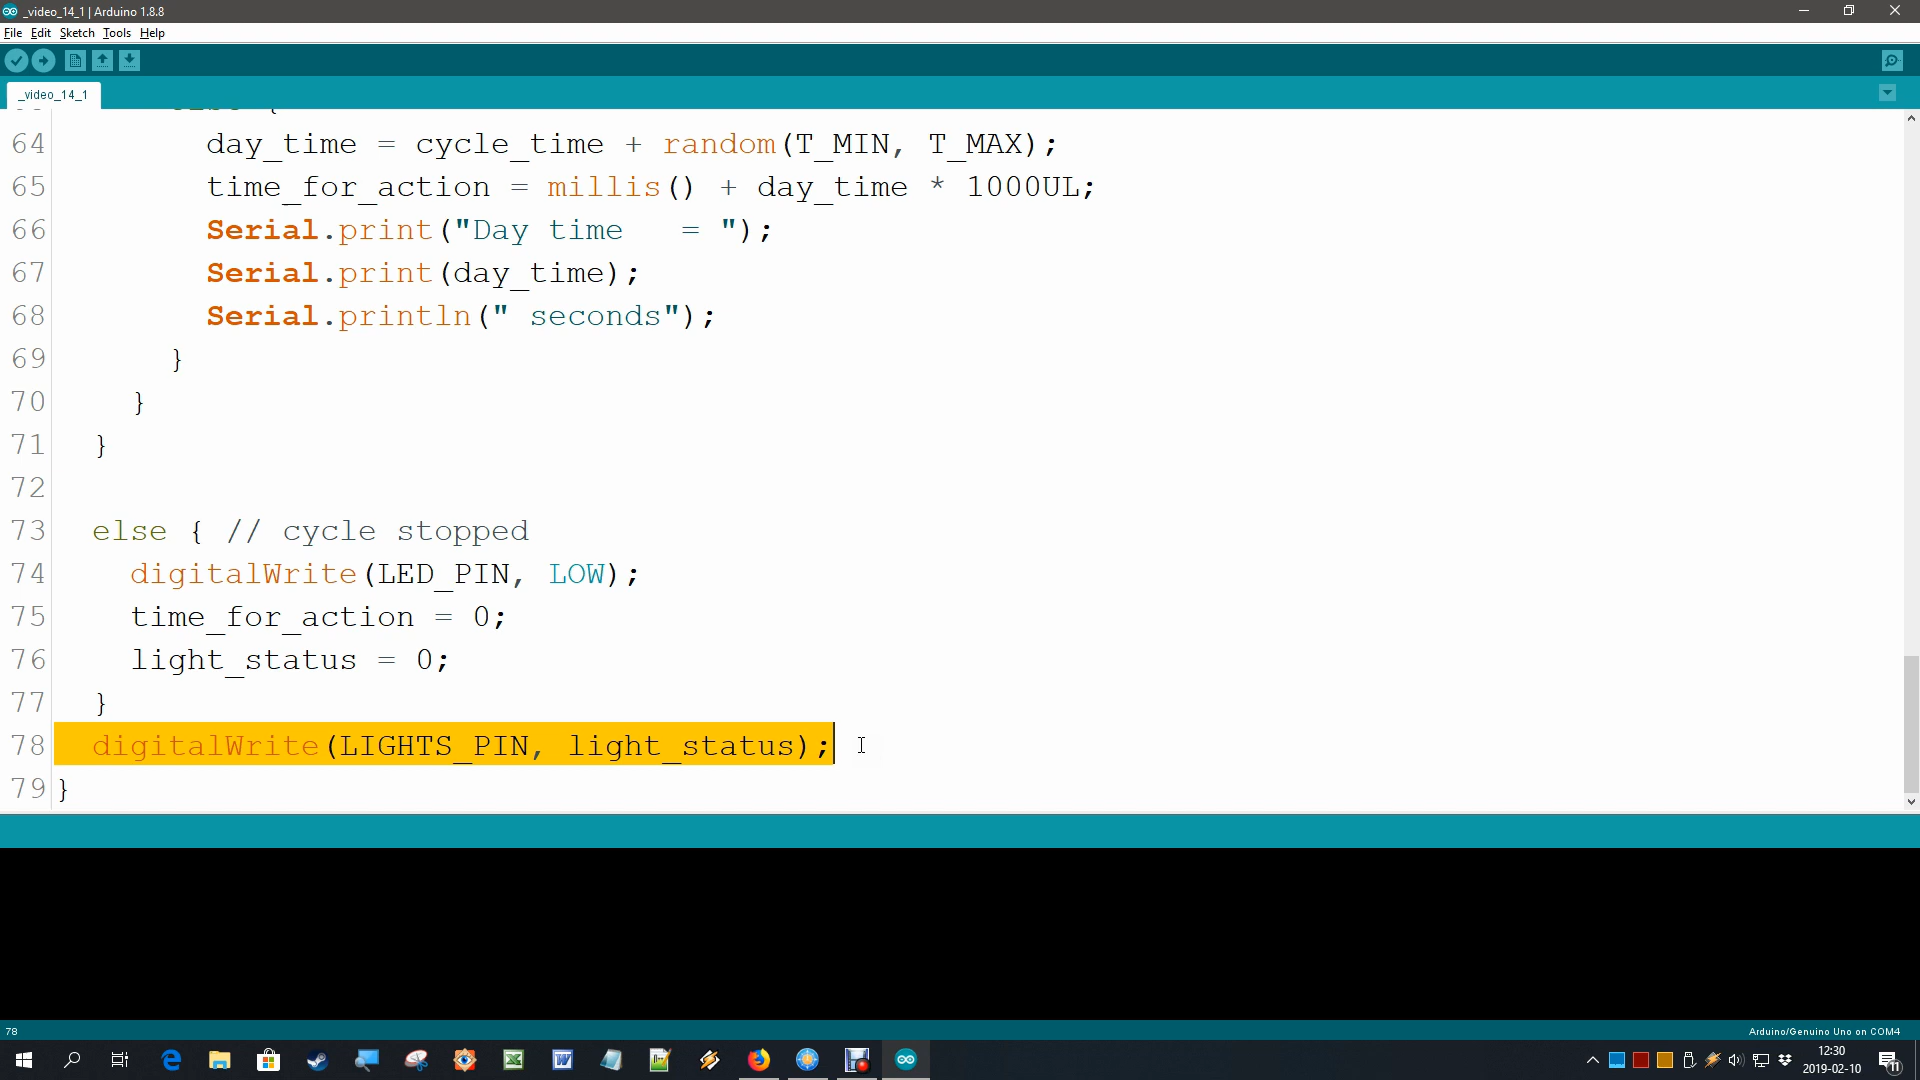 _video_14_1 | Arduino 1.8.8
File Edit Sketch Tools Help
_video_14_1
64 day_time = cycle_time + random(T_MIN, T_MAX);
65 time_for_action = millis() + day_time * 1000UL;
66 Serial.print("Day time   = ");
67 Serial.print(day_time);
68 Serial.println(" seconds");
69 }
70 }
71 }
72
73 else { // cycle stopped
74 digitalWrite(LED_PIN, LOW);
75 time_for_action = 0;
76 light_status = 0;
77 }
78 digitalWrite(LIGHTS_PIN, light_status);
79 }
78
Arduino/Genuino Uno on COM4
12:30
2019-02-10
11